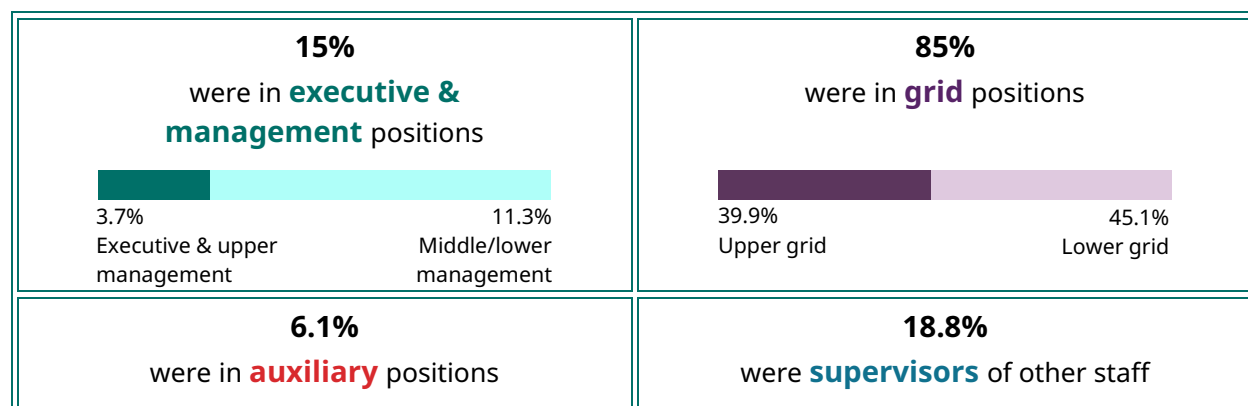 15%
were in executive &
management positions
3.7%
11.3%
Executive & upper
management
Middle/lower
management
85%
were in grid positions
39.9%
45.1%
Upper grid
Lower grid
6.1%
were in auxiliary positions
18.8%
were supervisors of other staff